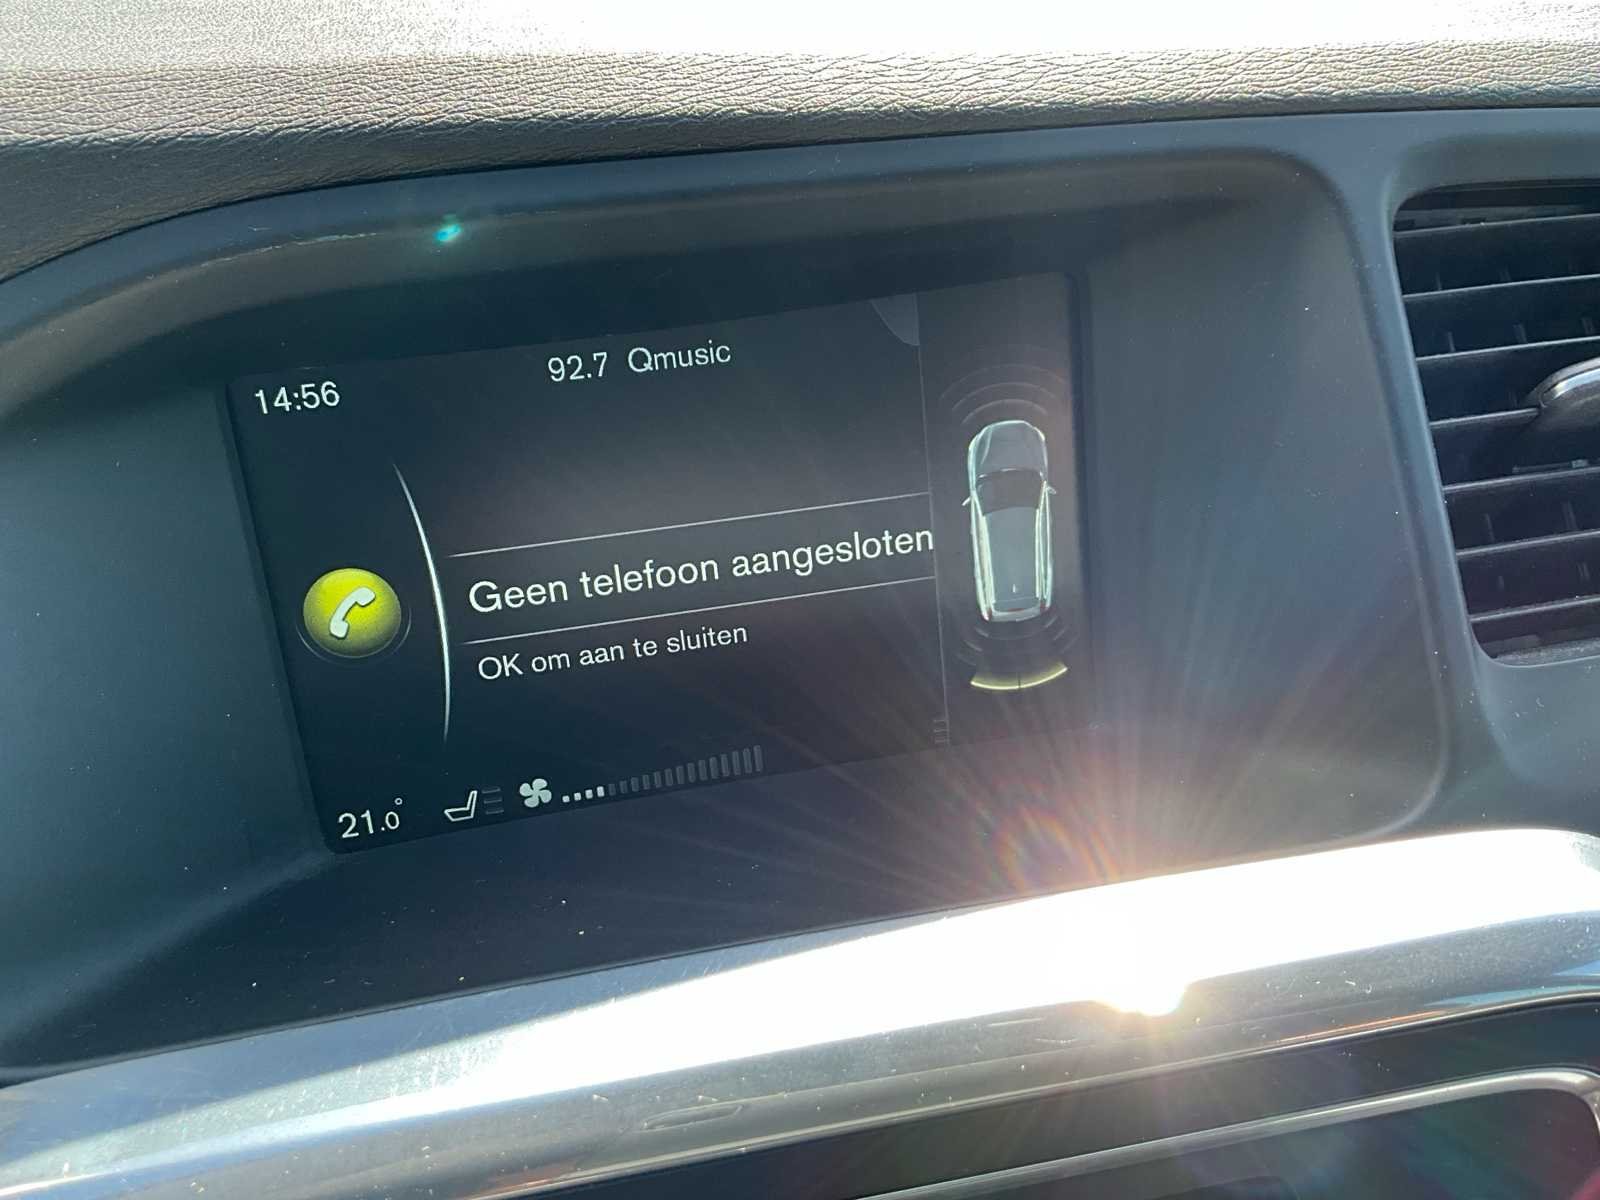 14:56
92.7 Qmusic
Geen telefoon aangesloten
OK om aan te sluiten
21.0°